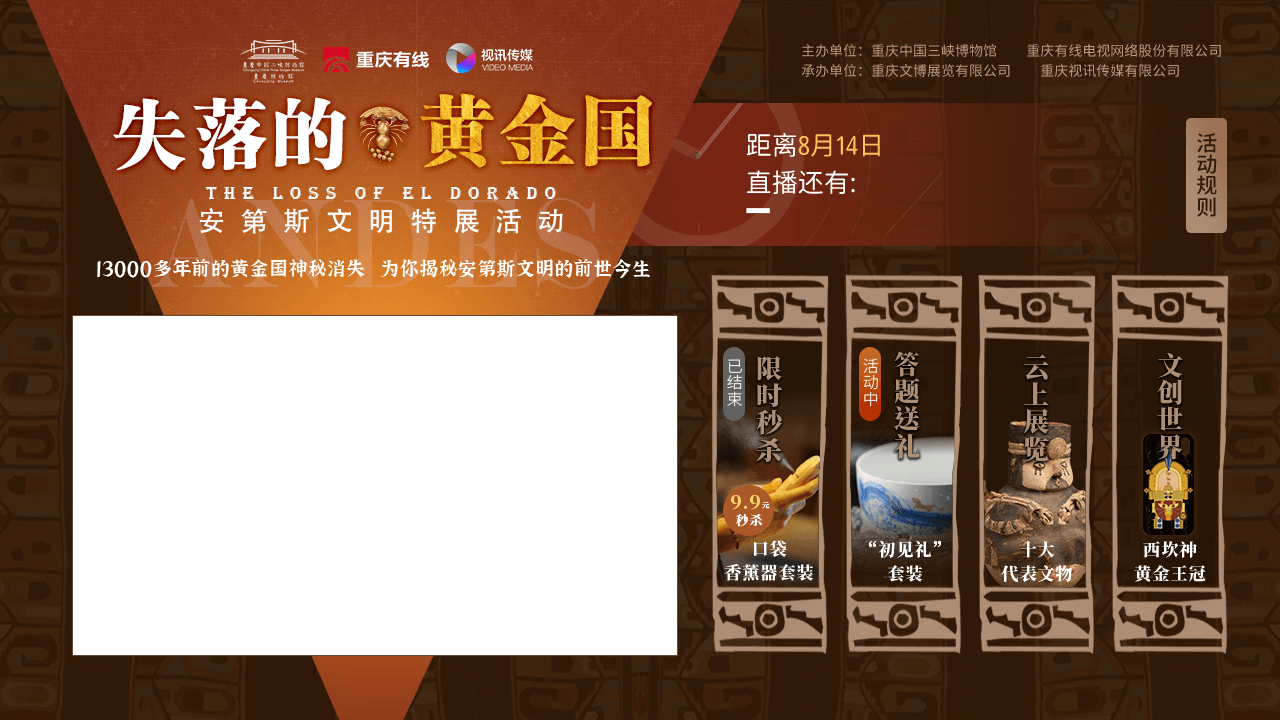 重庆中国三峡博物馆
重庆博物馆
重庆有线
视讯传媒
VIDEO MEDIA
主办单位：重庆中国三峡博物馆 重庆有线电视网络股份有限公司
承办单位：重庆文博展览有限公司 重庆视讯传媒有限公司
失落的黄金国
THE LOSS OF EL DORADO
ANDES
安第斯文明特展活动
13000多年前的黄金国神秘消失 为你揭秘安第斯文明的前世今生
距离8月14日
直播还有:
活动规则
已结束
限时秒杀
9.9元
秒杀
口袋
香薰器套装
活动中
答题送礼
“初见礼”
套装
云上展览
十大
代表文物
文创世界
西坎神
黄金王冠